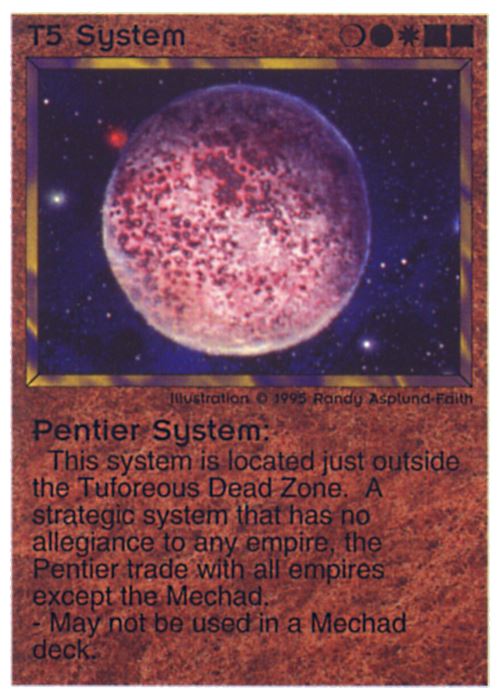 T5 System
Illustration © 1995 Randy Asplund-Faith
Pentier System:
This system is located just outside
the Tuforeous Dead Zone. A
strategic system that has no
allegiance to any empire, the
Pentier trade with all empires
except the Mechad.
- May not be used in a Mechad
deck.